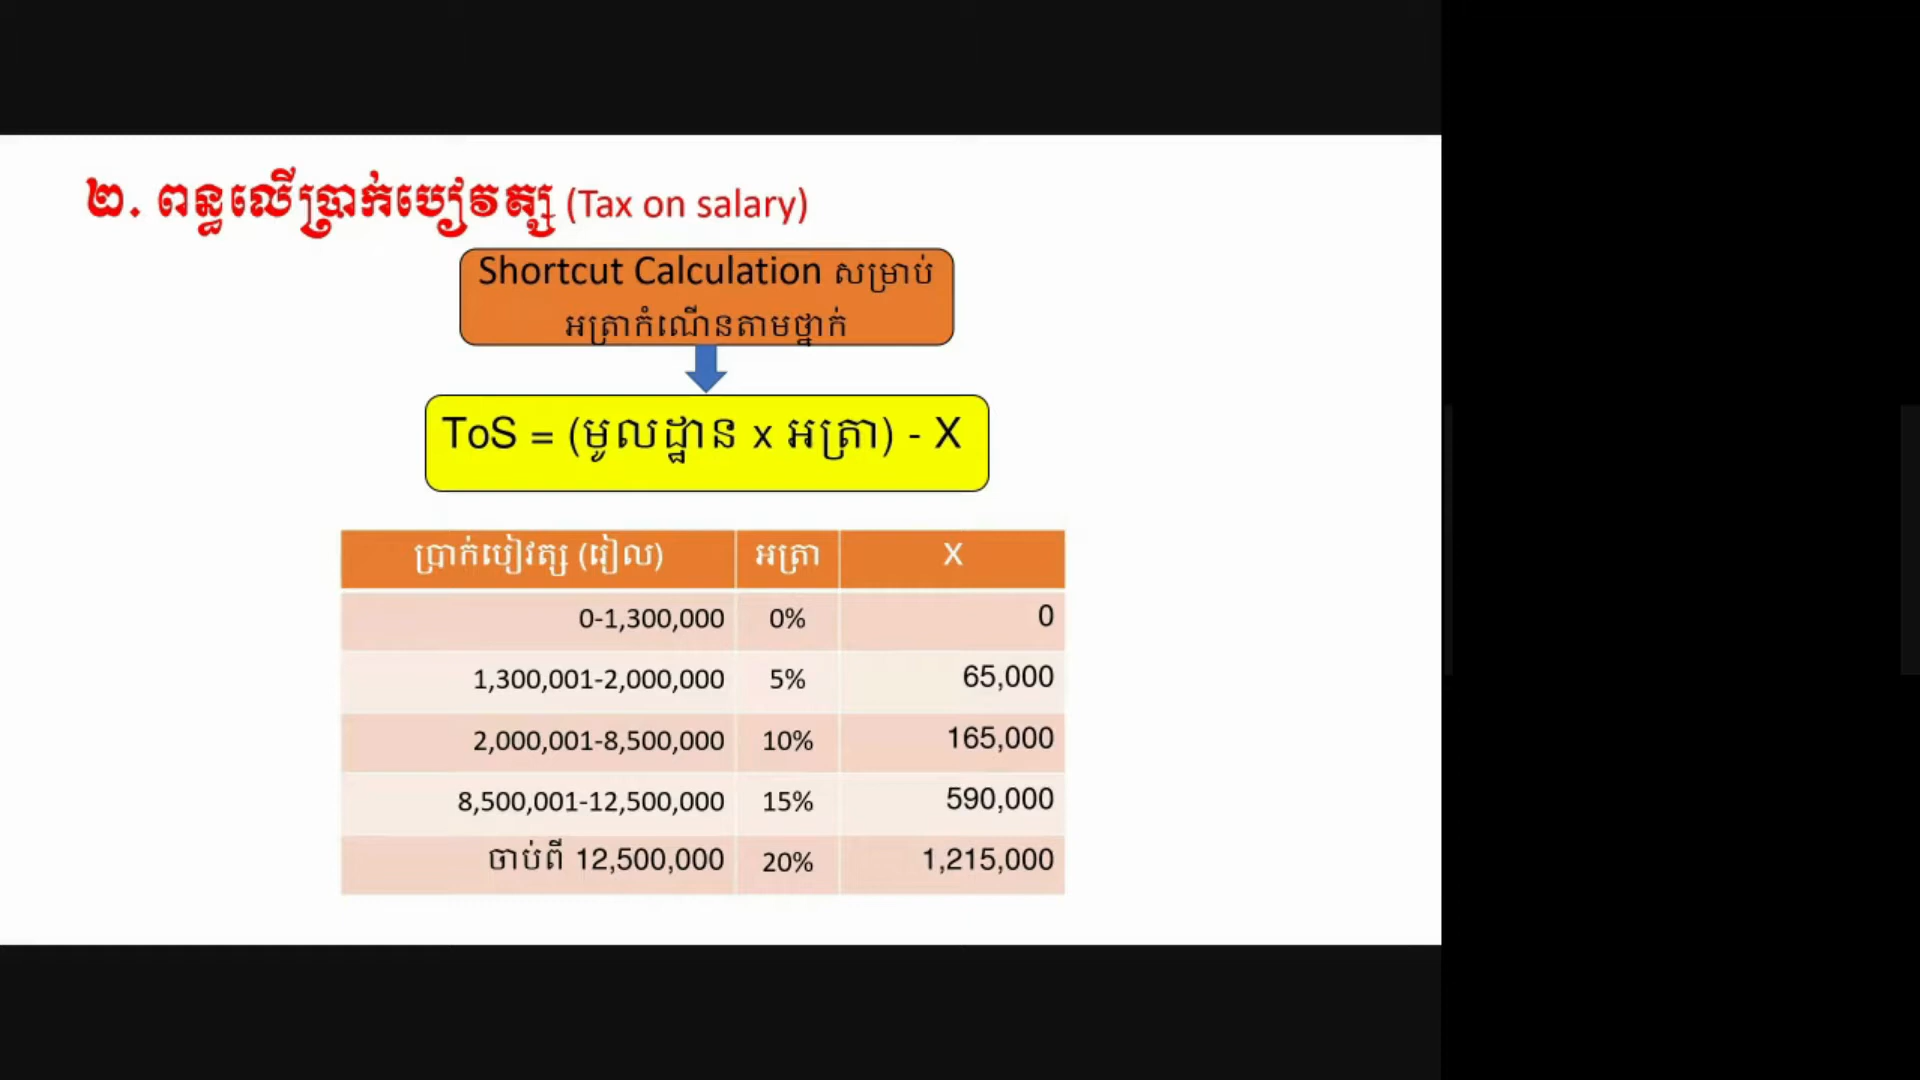 ២. ពន្ធលើប្រាក់បៀវត្ស (Tax on salary)
Shortcut Calculation សម្រាប់
អត្រាកំណើនតាមថ្នាក់
ToS = (មូលដ្ឋាន x អត្រា) - X
ប្រាក់បៀវត្ស (រៀល) អត្រា X
0-1,300,000 0% 0
1,300,001-2,000,000 5% 65,000
2,000,001-8,500,000 10% 165,000
8,500,001-12,500,000 15% 590,000
ចាប់ពី 12,500,000 20% 1,215,000